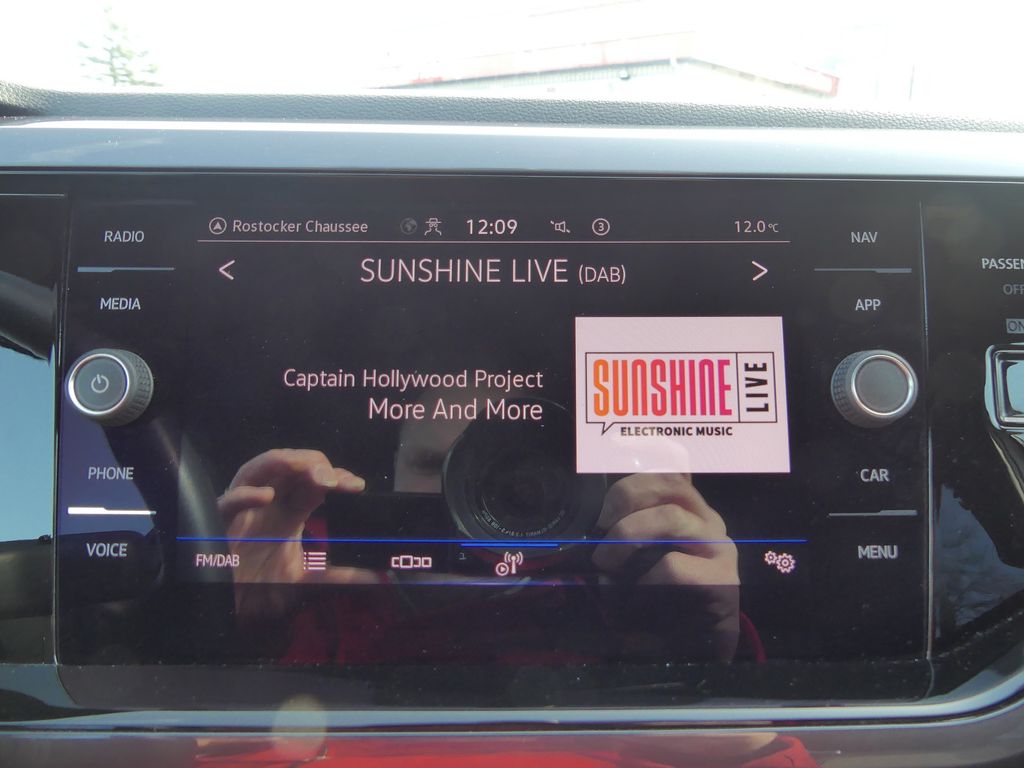 Rostocker Chaussee 12:09 3 12.0°C
RADIO
NAV
SUNSHINE LIVE (DAB)
MEDIA
APP
PASSEN
OFF
ON
Captain Hollywood Project
More And More
SUNSHINE LIVE
ELECTRONIC MUSIC
PHONE
CAR
VOICE
MENU
FM/DAB